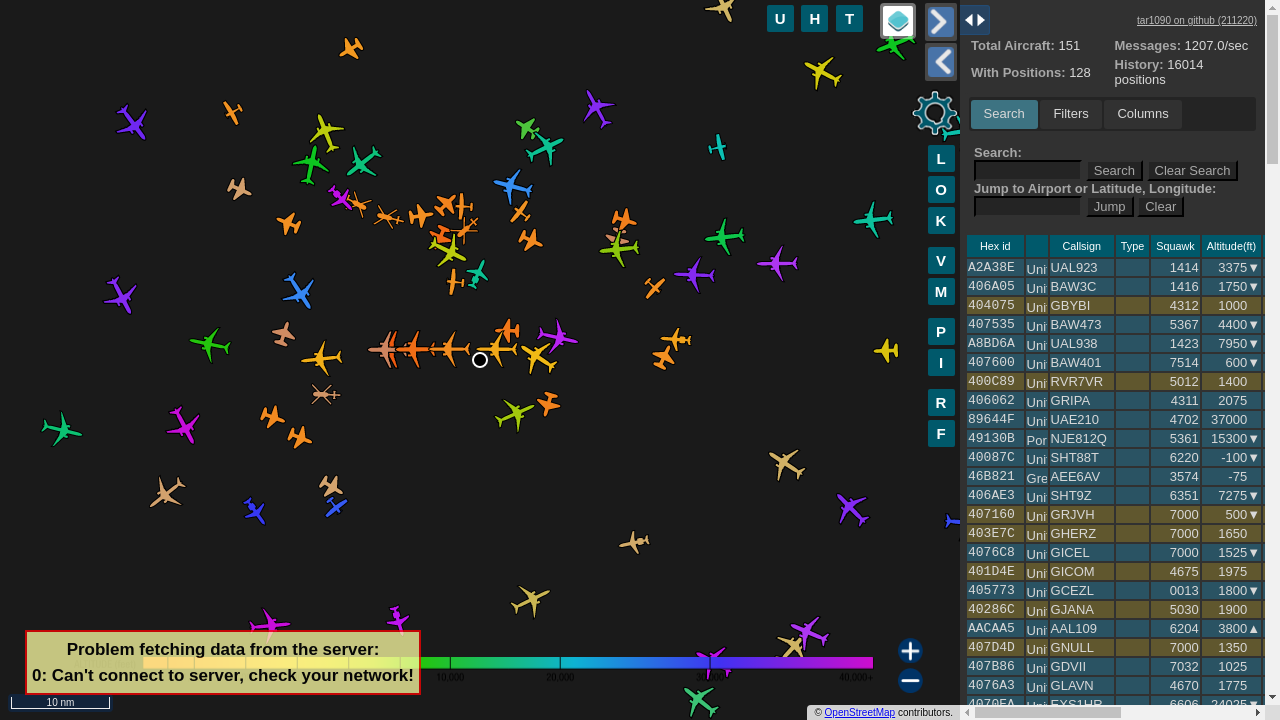 U H T
tar1090 on github (211220)
Total Aircraft: 151 Messages: 1207.0/sec
With Positions: 128 History: 16014 positions
Search Filters Columns
Search:
Search Clear Search
Jump to Airport or Latitude, Longitude:
Jump Clear
L
O
K
V
M
P
I
R
F
Hex id Callsign Type Squawk Altitude(ft)
A2A38E Uni UAL923 1414 3375▼
406A05 Uni BAW3C 1416 1750▼
404075 Uni GBYBI 4312 1000
407535 Uni BAW473 5367 4400▼
A8BD6A Uni UAL938 1423 7950▼
407600 Uni BAW401 7514 600▼
400C89 Uni RVR7VR 5012 1400
406062 Uni GRIPA 4311 2075
89644F Uni UAE210 4702 37000
49130B Por NJE812Q 5361 15300▼
40087C Uni SHT88T 6220 -100▼
46B821 Gre AEE6AV 3574 -75
406AE3 Uni SHT9Z 6351 7275▼
407160 Uni GRJVH 7000 500▼
403E7C Uni GHERZ 7000 1650
4076C8 Uni GICEL 7000 1525▼
401D4E Uni GICOM 4675 1975
405773 Uni GCEZL 0013 1800▼
40286C Uni GJANA 5030 1900
AACAA5 Uni AAL109 6204 3800▲
407D4D Uni GNULL 7000 1350
407B86 Uni GDVII 7032 1025
4076A3 Uni GLAVN 4670 1775
4070EA Uni EXS1HR 6606 24025▼
Problem fetching data from the server:
0: Can't connect to server, check your network!
10,000 20,000 30,000 40,000+
10 nm
© OpenStreetMap contributors.